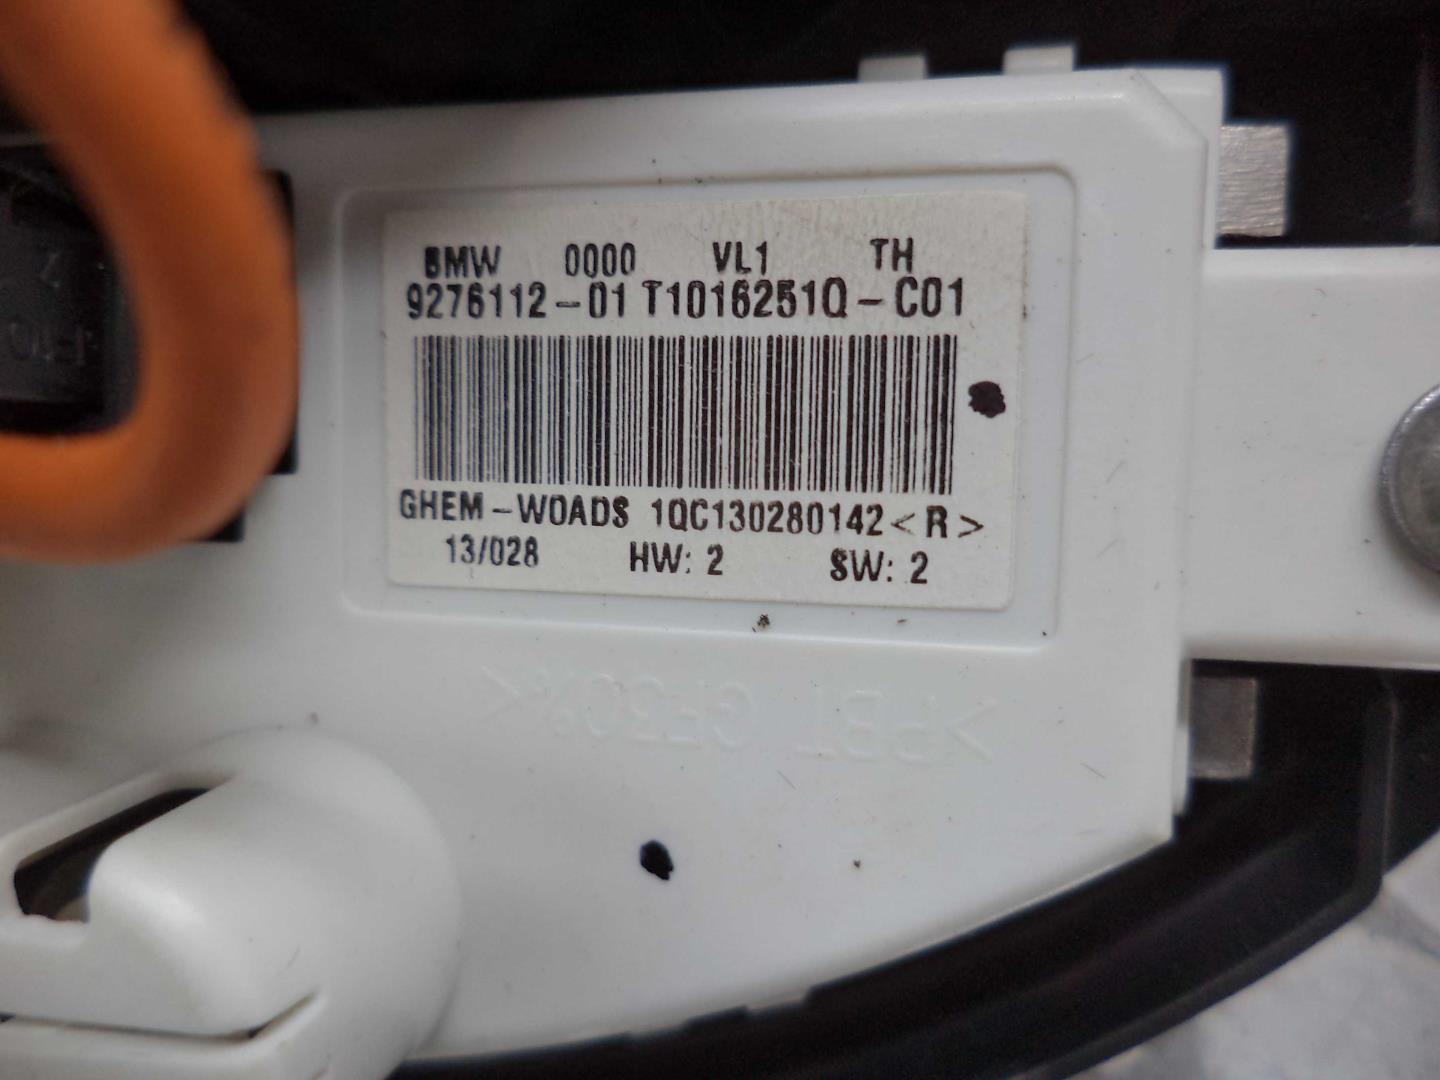 BMW 0000 VL1 TH
9276112-01 T1016251Q-C01
GHEM-WOADS 1QC130280142<R>
13/028 HW: 2 SW: 2
>PBT GF30%<